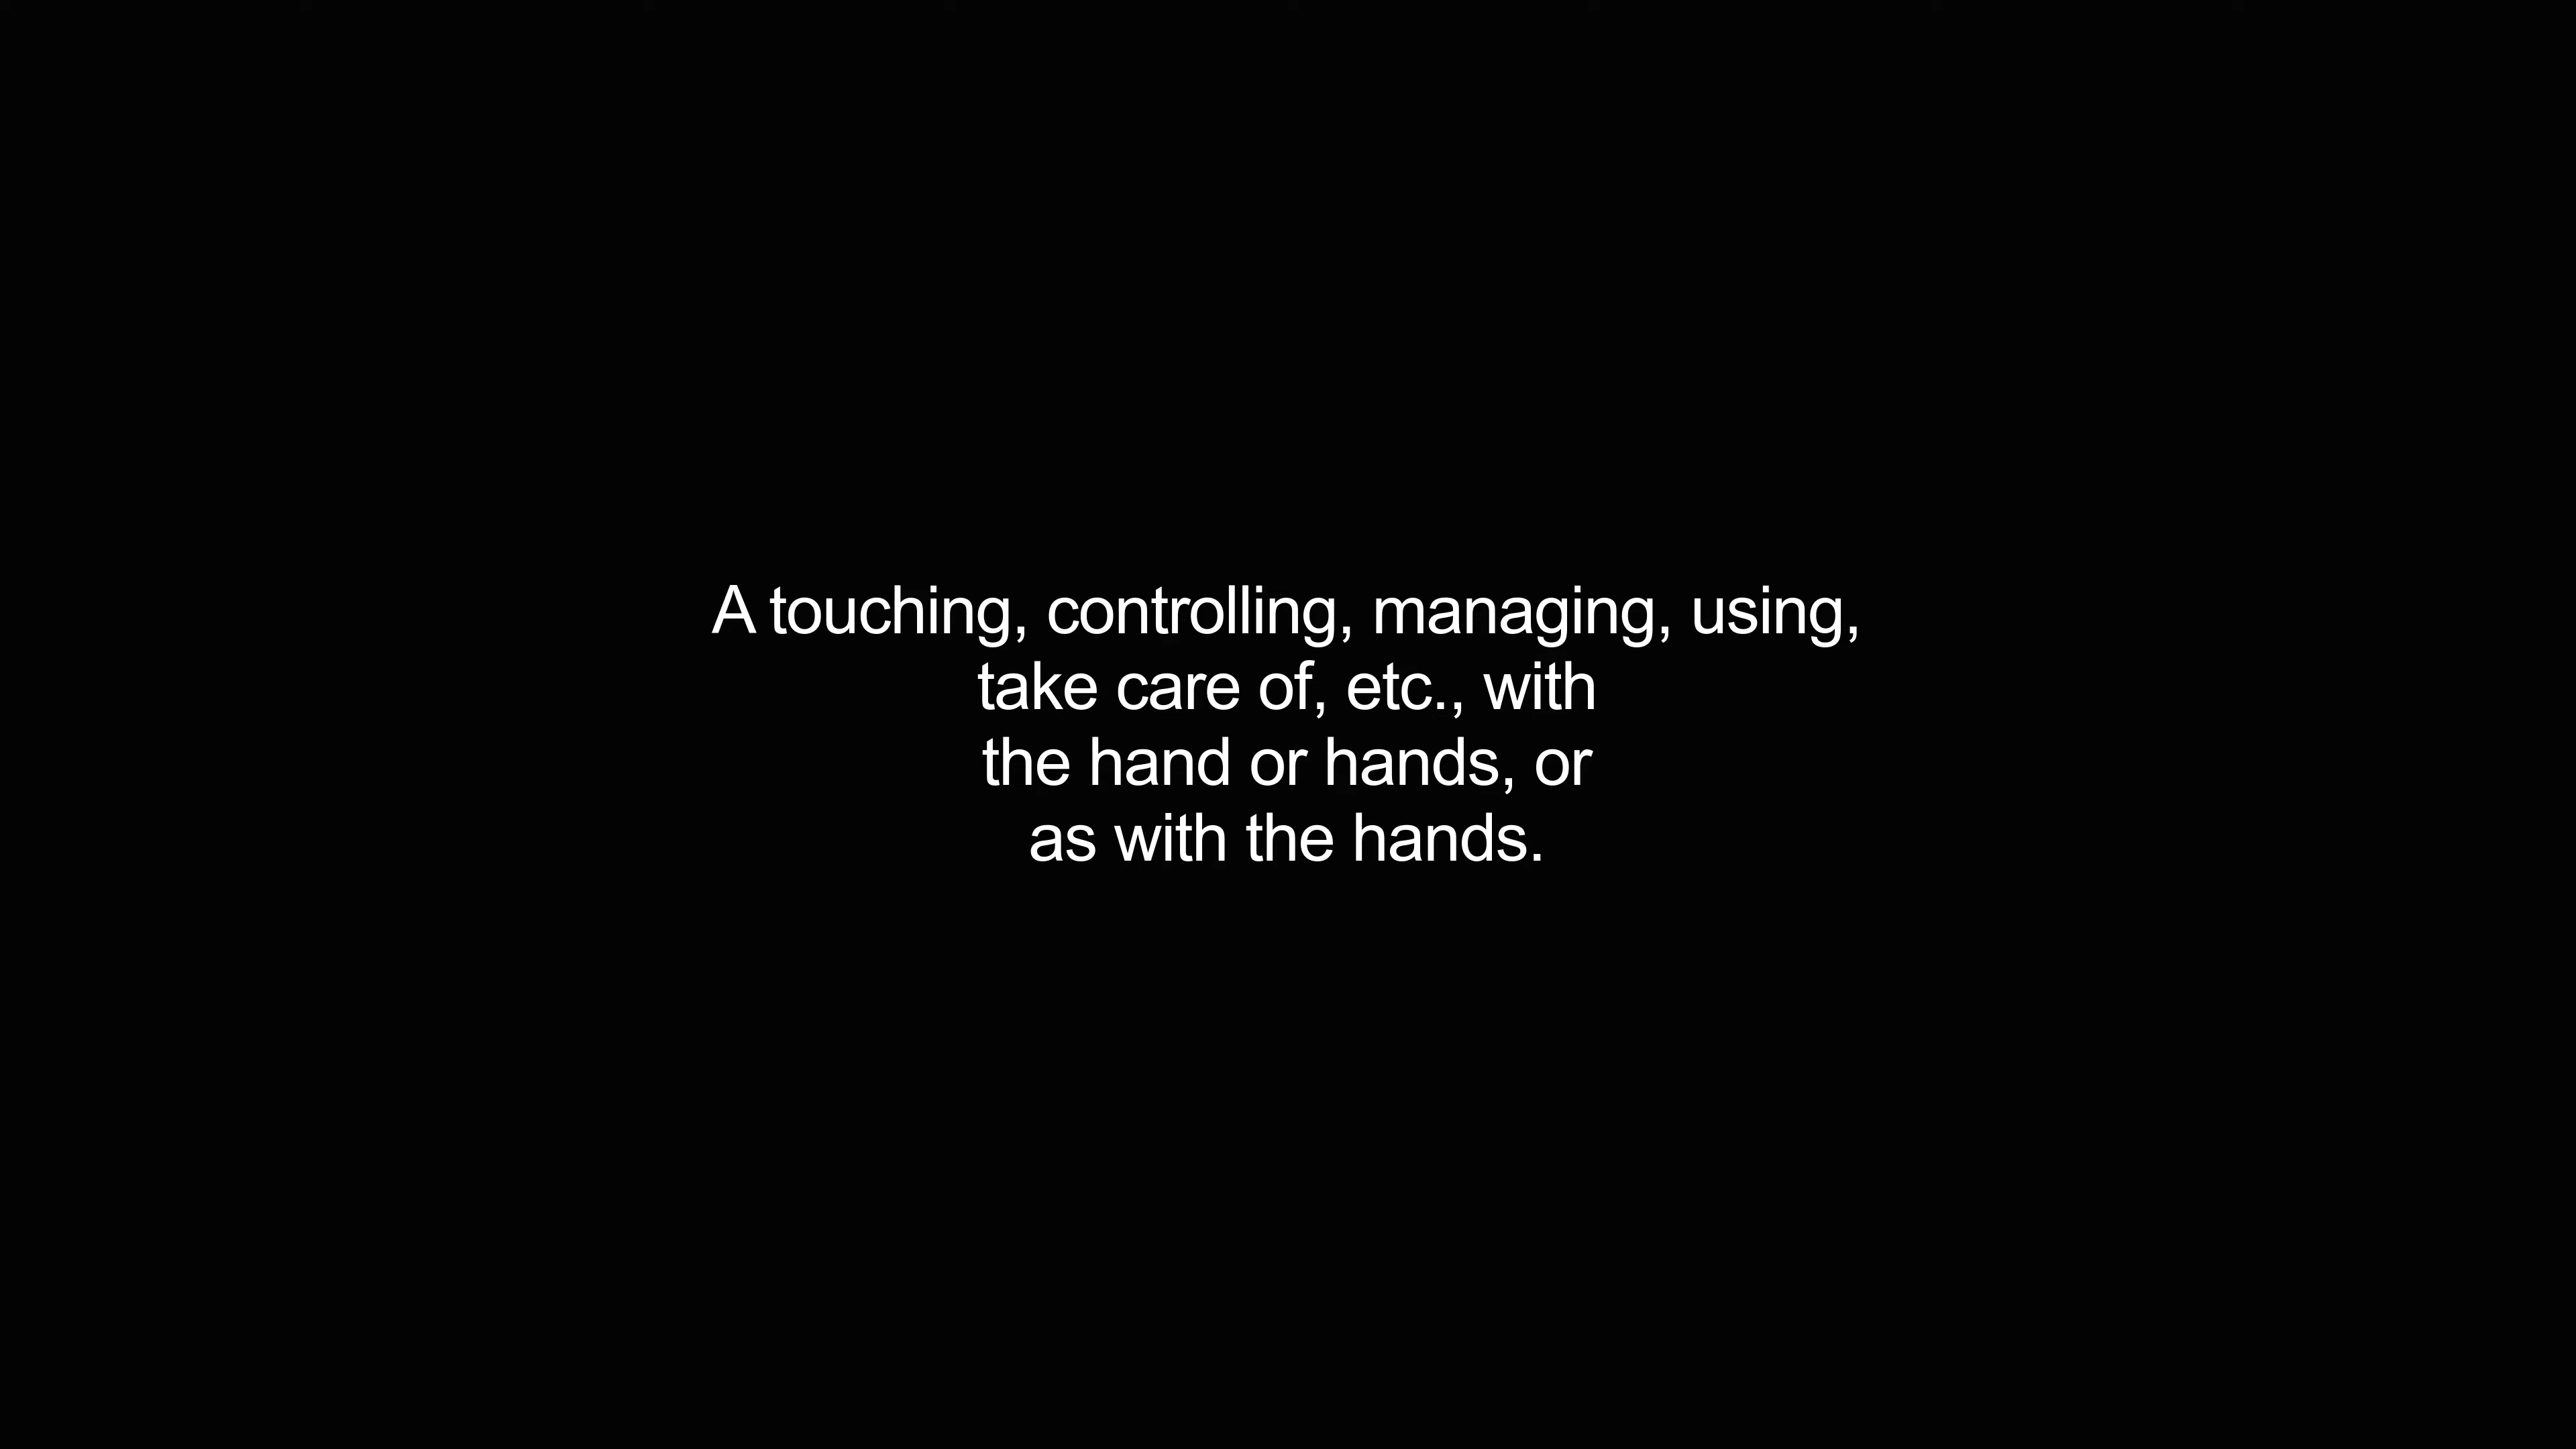 A touching, controlling, managing, using,
take care of, etc., with
the hand or hands, or
as with the hands.